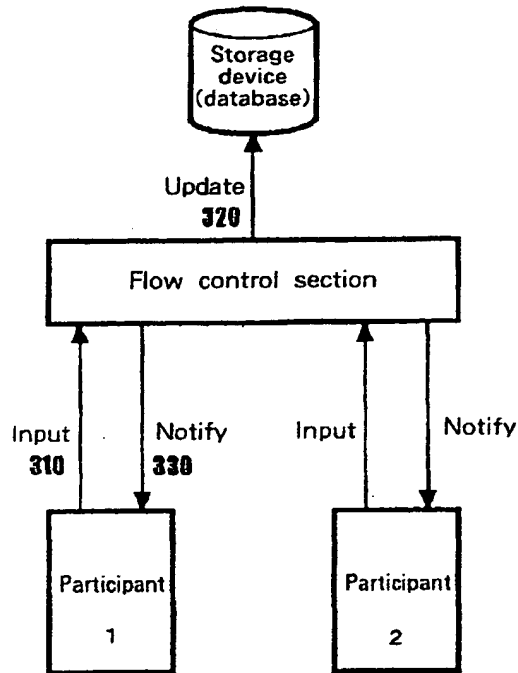 Storage
device
(database)
Update
320
Flow control section
Input
310
Notify
330
Input
Notify
Participant
1
Participant
2